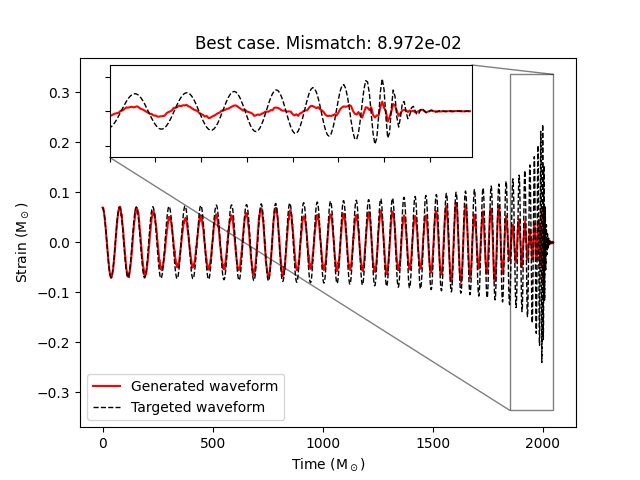 Best case. Mismatch: 8.972e-02
0.3
0.2
0.1
0.0
−0.1
−0.2
−0.3
Strain (M⊙)
Generated waveform
Targeted waveform
0
500
1000
1500
2000
Time (M⊙)